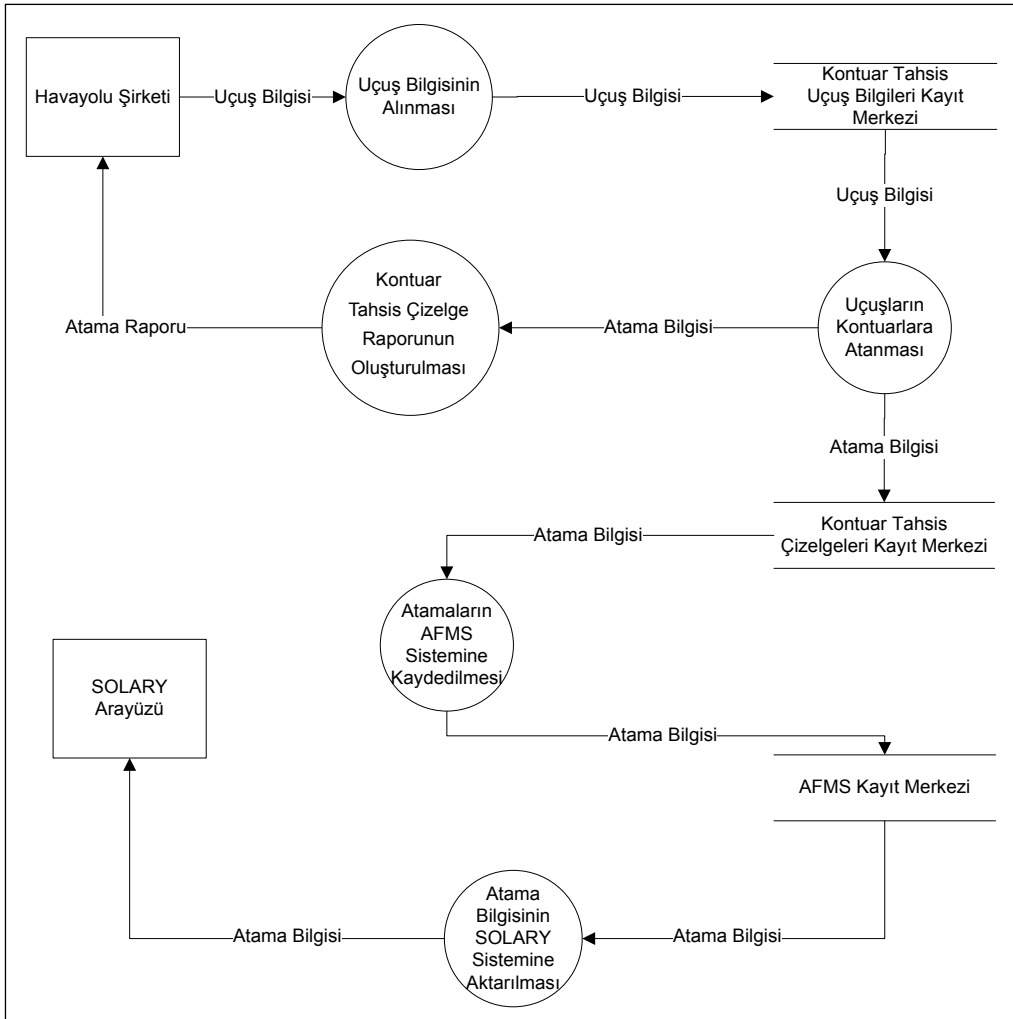 Havayolu Şirketi
Uçuş Bilgisi
Uçuş Bilgisinin
Alınması
Uçuş Bilgisi
Kontuar Tahsis
Uçuş Bilgileri Kayıt
Merkezi
Uçuş Bilgisi
Uçuşların
Kontuarlara
Atanması
Atama Bilgisi
Kontuar
Tahsis Çizelge
Raporunun
Oluşturulması
Atama Raporu
Atama Bilgisi
Kontuar Tahsis
Çizelgeleri Kayıt Merkezi
Atama Bilgisi
Atamaların
AFMS
Sistemine
Kaydedilmesi
Atama Bilgisi
AFMS Kayıt Merkezi
Atama Bilgisi
Atama
Bilgisinin
SOLARY
Sistemine
Aktarılması
Atama Bilgisi
SOLARY
Arayüzü